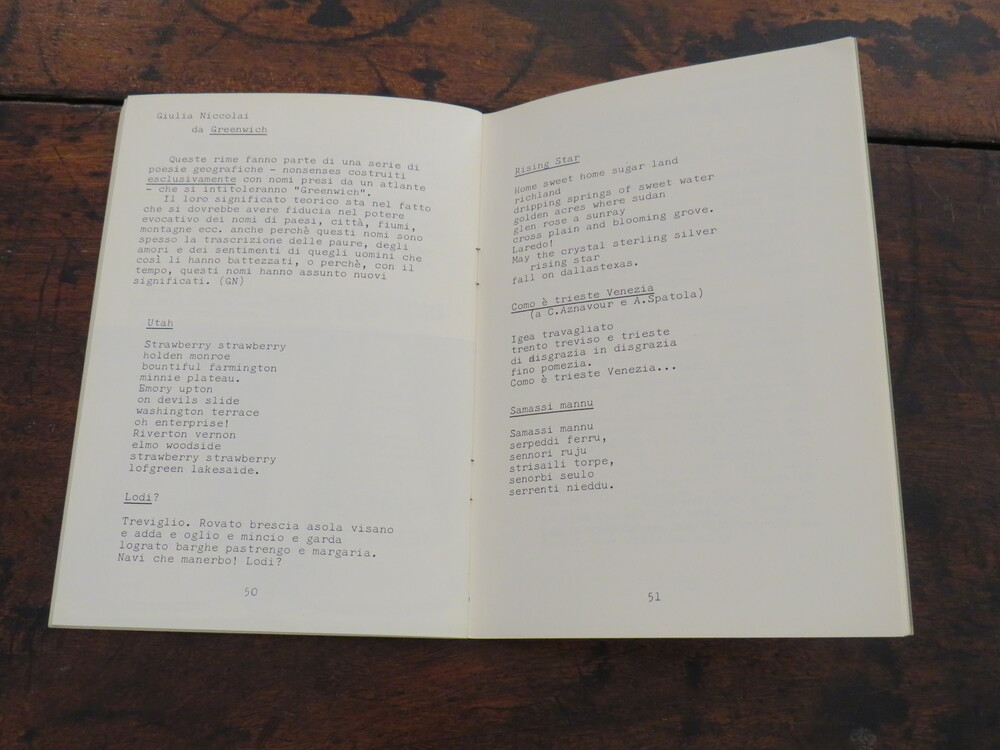 Giulia Niccolai
da Greenwich
Queste rime fanno parte di una serie di
poesie geografiche - nonsenses costruiti
esclusivamente con nomi presi da un atlante
- che si intitoleranno "Greenwich".
Il loro significato teorico sta nel fatto
che si dovrebbe avere fiducia nel potere
evocativo dei nomi di paesi, città, fiumi,
montagne ecc. anche perchè questi nomi sono
spesso la trascrizione delle paure, degli
amori e dei sentimenti di quegli uomini che
così li hanno battezzati, o perchè, con il
tempo, questi nomi hanno assunto nuovi
significati. (GN)
Utah
Strawberry strawberry
holden monroe
bountiful farmington
minnie plateau.
Emory upton
on devils slide
washington terrace
oh enterprise!
Riverton vernon
elmo woodside
strawberry strawberry
lofgreen lakesaide.
Lodi?
Treviglio. Rovato brescia asola visano
e adda e oglio e mincio e garda
lograto barghe pastrengo e margaria.
Navi che manerbo! Lodi?
50
Rising Star
Home sweet home sugar land
richland
dripping springs of sweet water
golden acres where sudan
glen rose a sunray
cross plain and blooming grove.
Laredo!
May the crystal sterling silver
rising star
fall on dallastexas.
Como è trieste Venezia
(a C.Aznavour e A.Spatola)
Igea travagliato
trento treviso e trieste
di disgrazia in disgrazia
fino pomezia.
Como è trieste Venezia...
Samassi mannu
Samassi mannu
serpeddi ferru,
sennori ruju
strisaili torpe,
senorbi seulo
serrenti nieddu.
51